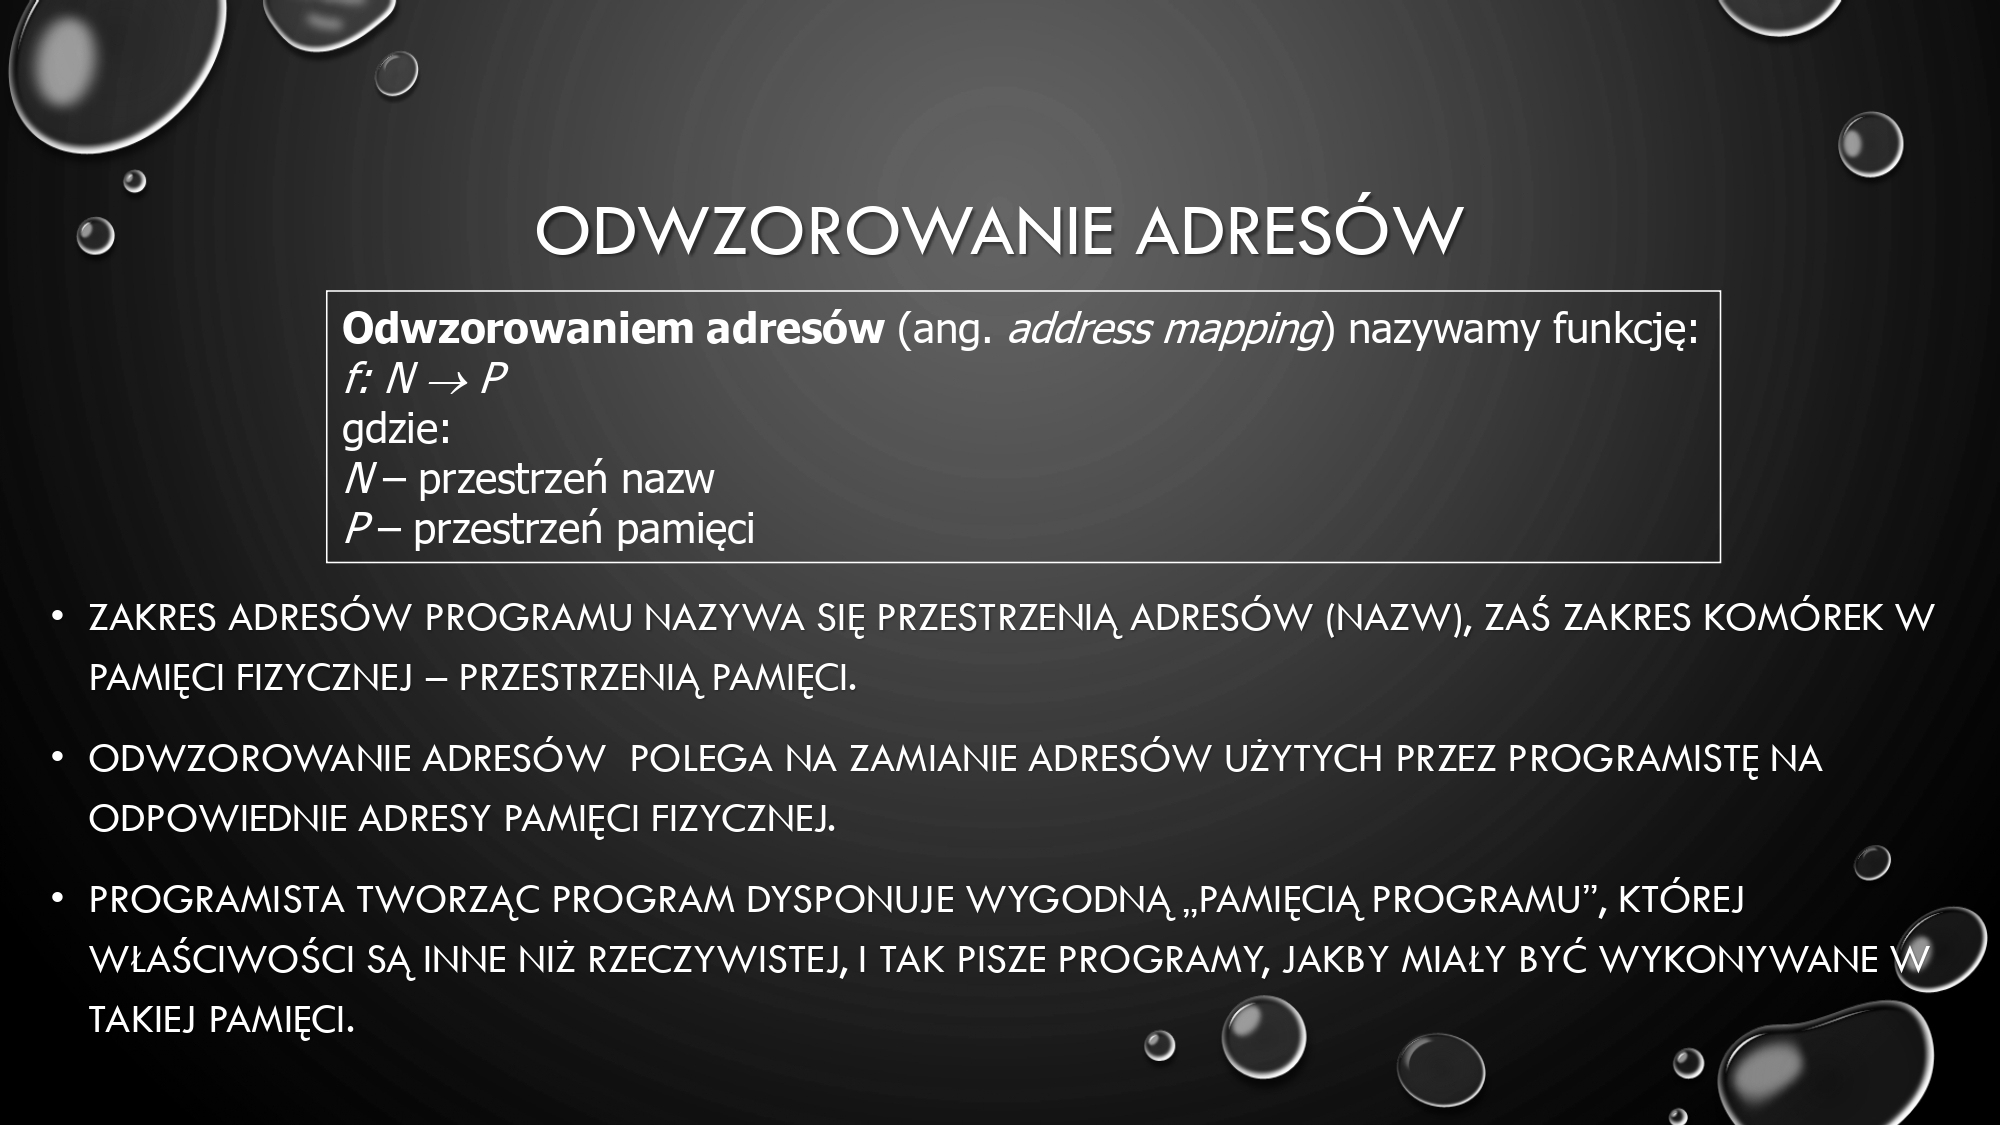 ODWZOROWANIE ADRESÓW
Odwzorowaniem adresów (ang. address mapping) nazywamy funkcję:
f: N → P
gdzie:
N – przestrzeń nazw
P – przestrzeń pamięci
• ZAKRES ADRESÓW PROGRAMU NAZYWA SIĘ PRZESTRZENIĄ ADRESÓW (NAZW), ZAŚ ZAKRES KOMÓREK W
PAMIĘCI FIZYCZNEJ – PRZESTRZENIĄ PAMIĘCI.
• ODWZOROWANIE ADRESÓW POLEGA NA ZAMIANIE ADRESÓW UŻYTYCH PRZEZ PROGRAMISTĘ NA
ODPOWIEDNIE ADRESY PAMIĘCI FIZYCZNEJ.
• PROGRAMISTA TWORZĄC PROGRAM DYSPONUJE WYGODNĄ „PAMIĘCIĄ PROGRAMU”, KTÓREJ
WŁAŚCIWOŚCI SĄ INNE NIŻ RZECZYWISTEJ, I TAK PISZE PROGRAMY, JAKBY MIAŁY BYĆ WYKONYWANE W
TAKIEJ PAMIĘCI.